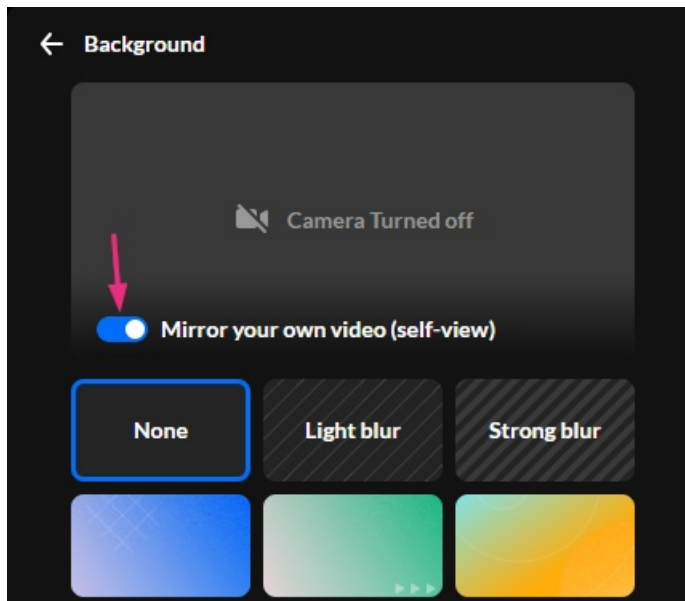 Background
Camera Turned off
Mirror your own video (self-view)
None
Light blur
Strong blur